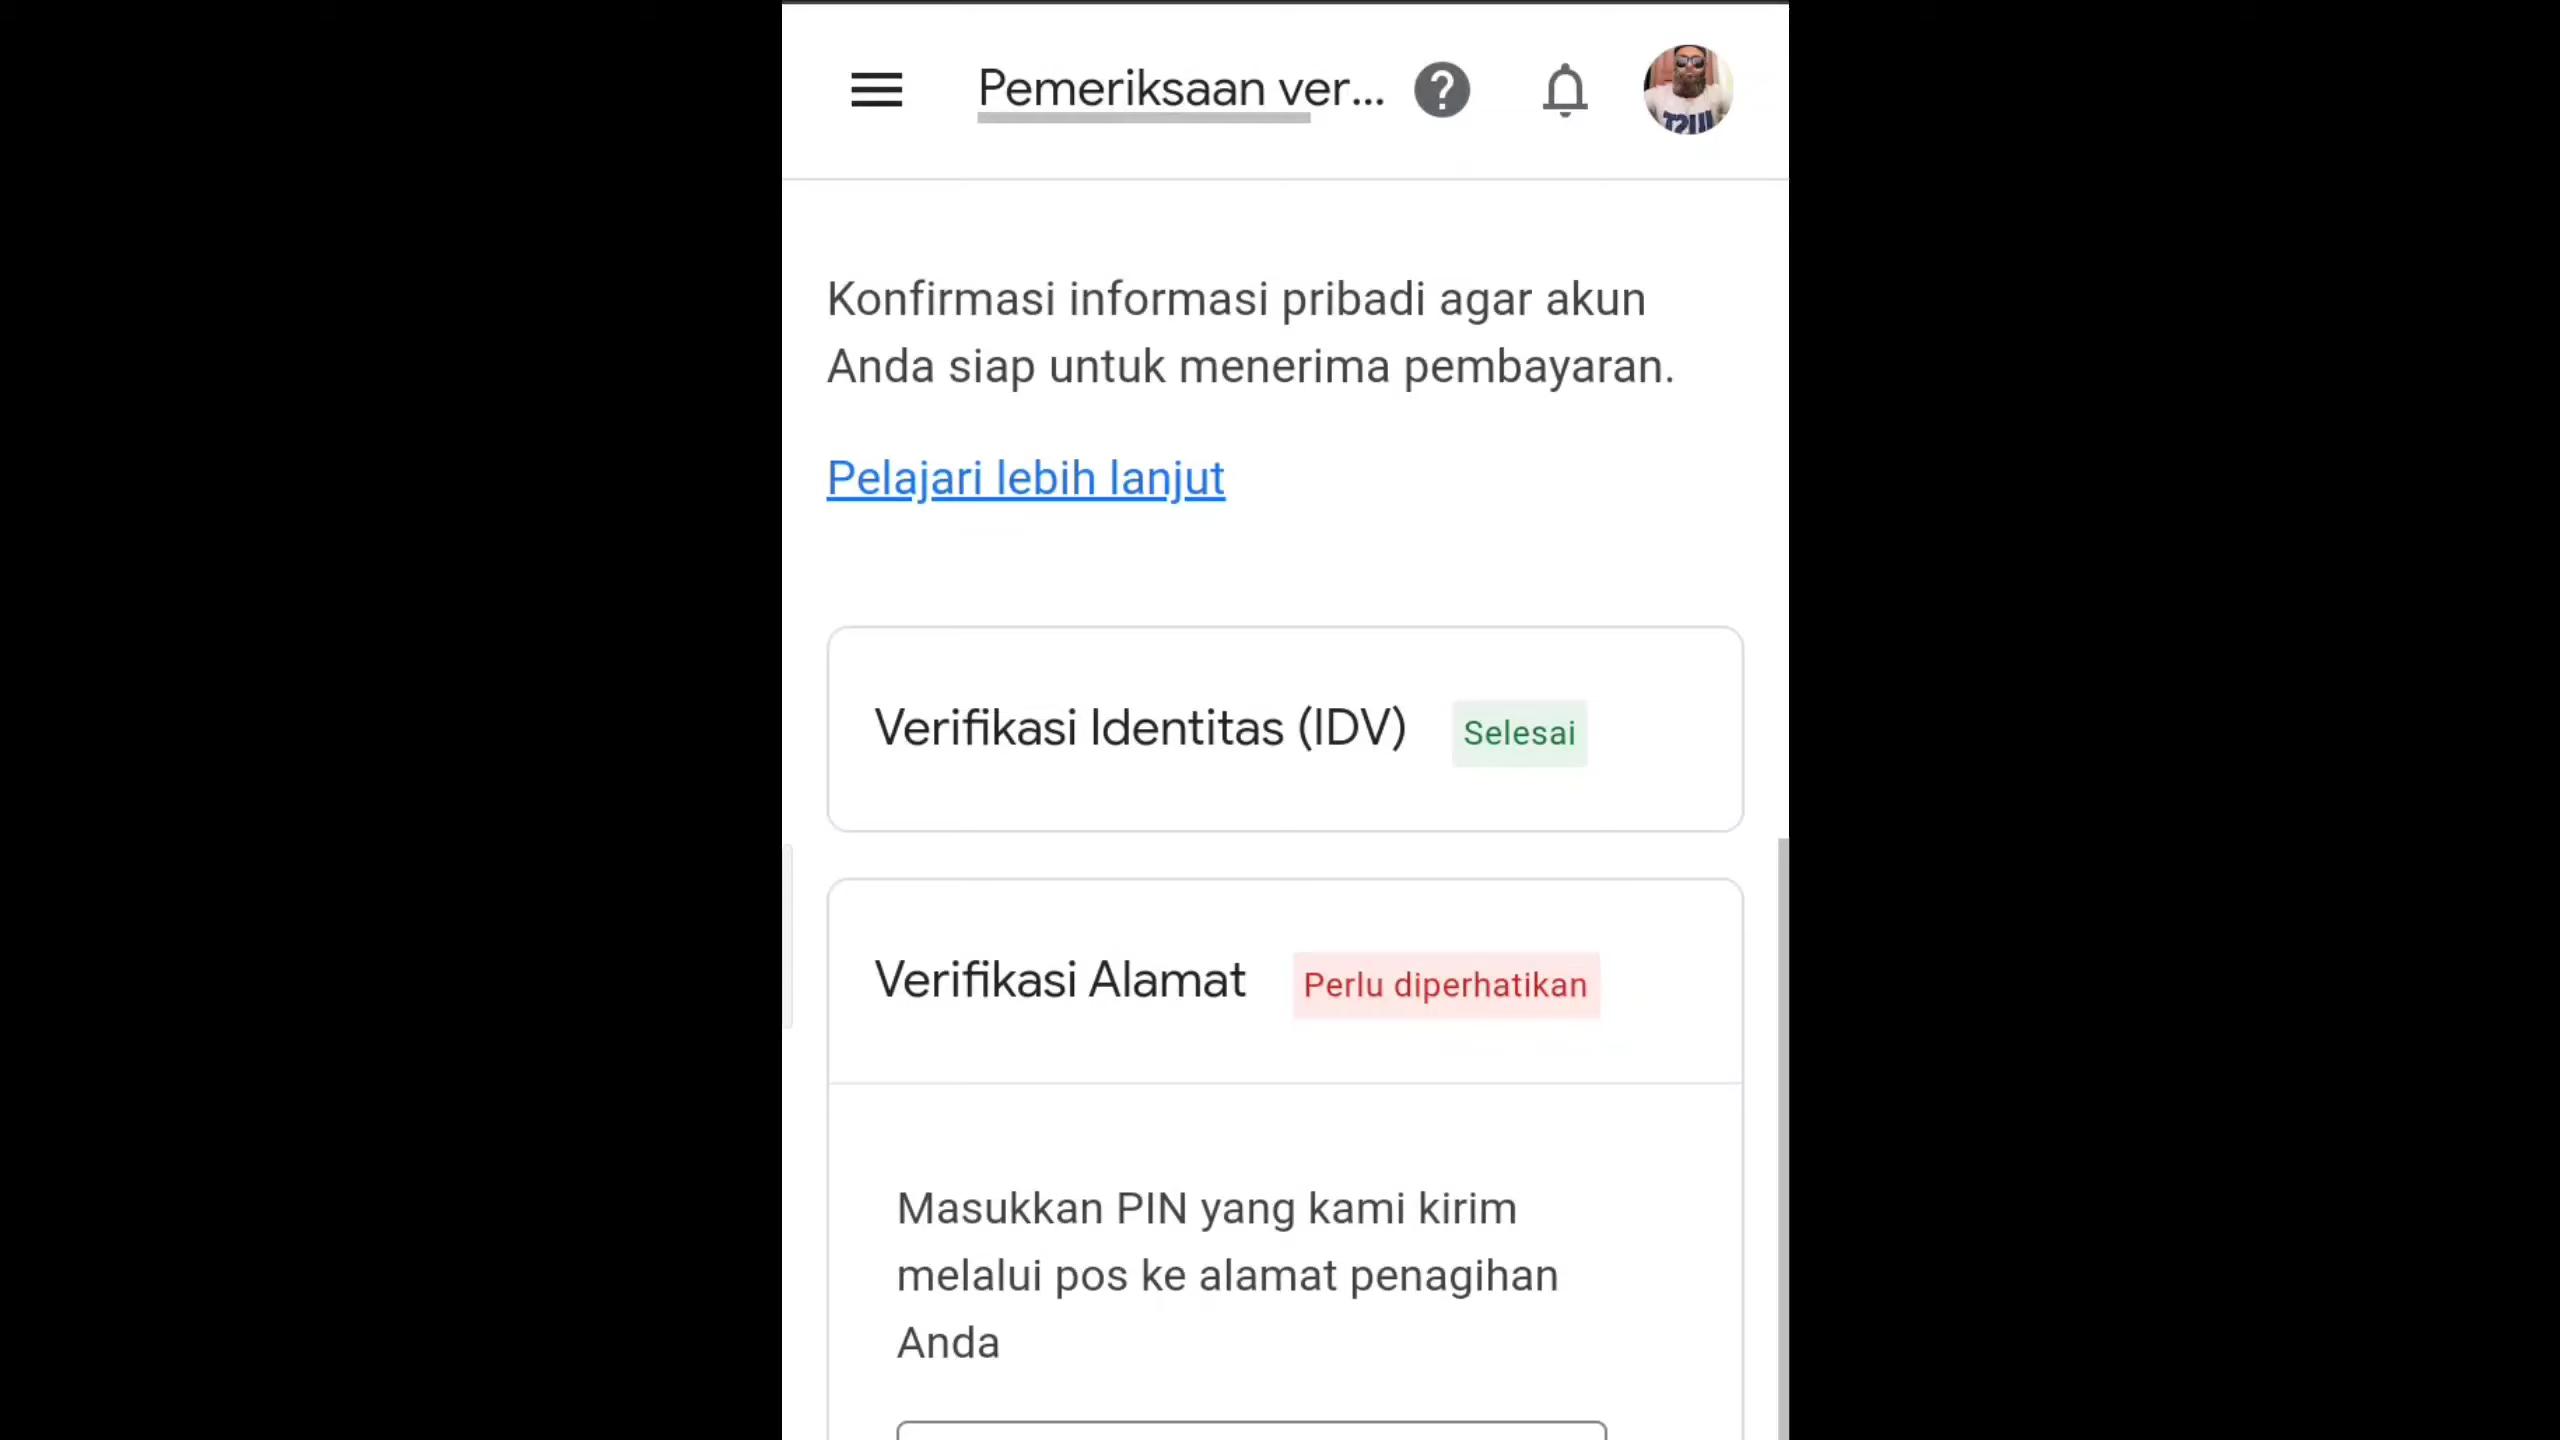 Pemeriksaan ver...
Konfirmasi informasi pribadi agar akun
Anda siap untuk menerima pembayaran.
Pelajari lebih lanjut
Verifikasi Identitas (IDV) Selesai
Verifikasi Alamat Perlu diperhatikan
Masukkan PIN yang kami kirim
melalui pos ke alamat penagihan
Anda